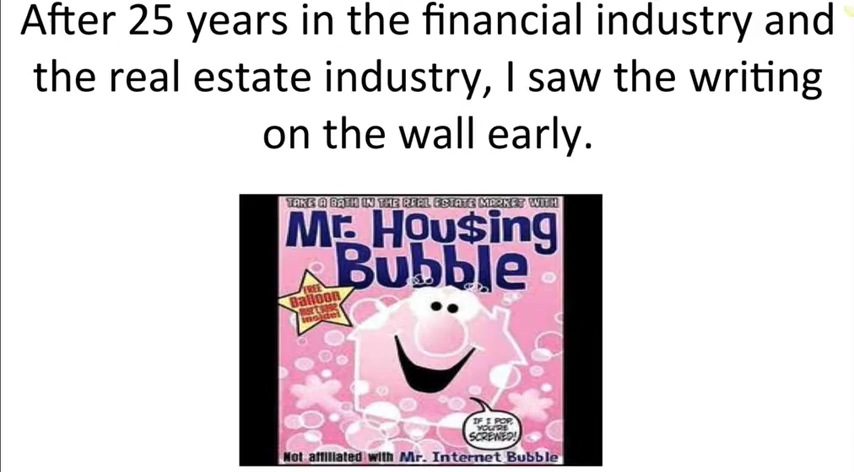 After 25 years in the financial industry and
the real estate industry, I saw the writing
on the wall early.
TAKE A BATH IN THE REAL ESTATE MARKET WITH
Mr. Hou$ing
Bubble
FREE
Balloon
Mortgage
Inside!
IF I POP,
YOU'RE
SCREWED!
Not affiliated with Mr. Internet Bubble